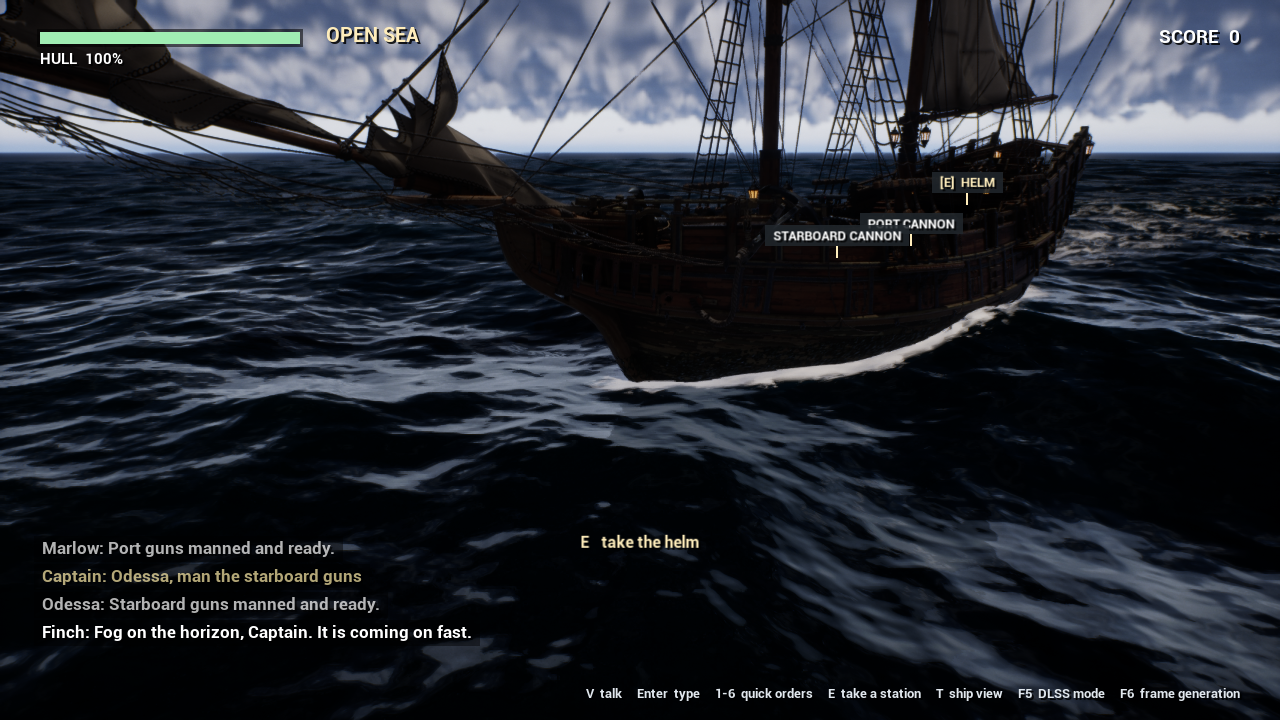 OPEN SEA
SCORE 0
HULL 100%
[E] HELM
PORT CANNON
STARBOARD CANNON
E take the helm
Marlow: Port guns manned and ready.
Captain: Odessa, man the starboard guns
Odessa: Starboard guns manned and ready.
Finch: Fog on the horizon, Captain. It is coming on fast.
V talk Enter type 1-6 quick orders E take a station T ship view F5 DLSS mode F6 frame generation